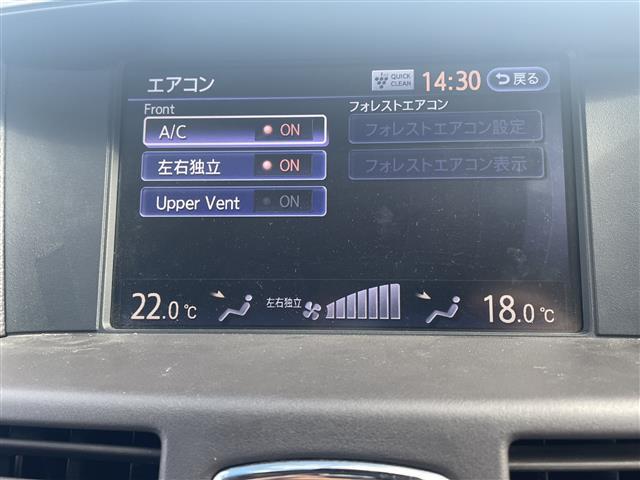 エアコン
QUICK CLEAN
14:30
戻る
Front
フォレストエアコン
A/C ON
フォレストエアコン設定
左右独立 ON
フォレストエアコン表示
Upper Vent ON
22.0℃
左右独立
18.0℃